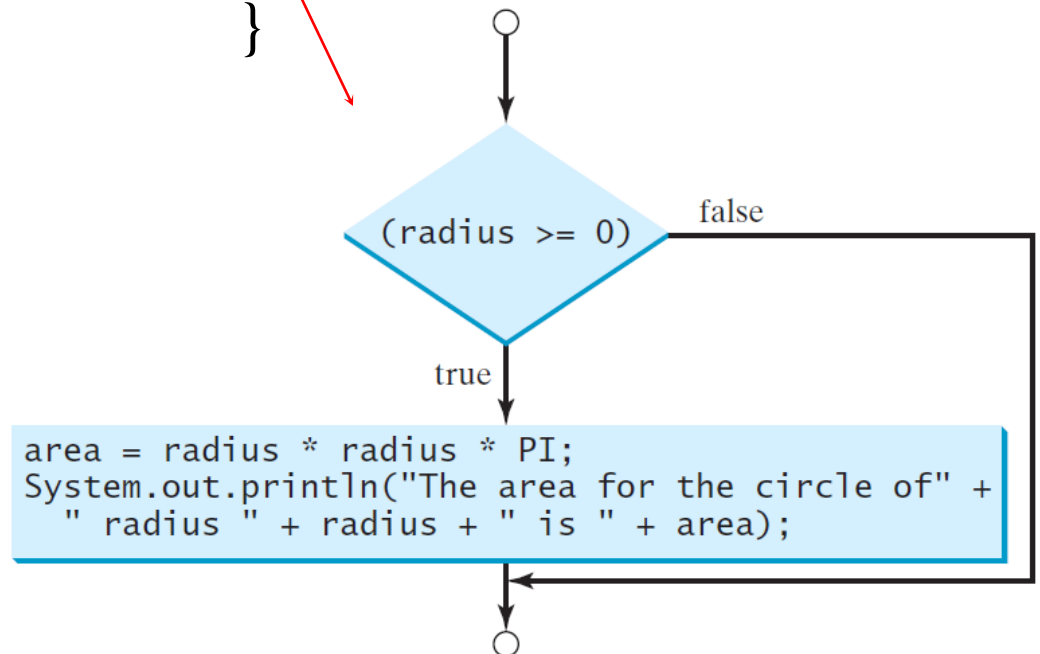 }
(radius >= 0)
false
true
area = radius * radius * PI;
System.out.println("The area for the circle of" +
" radius " + radius + " is " + area);